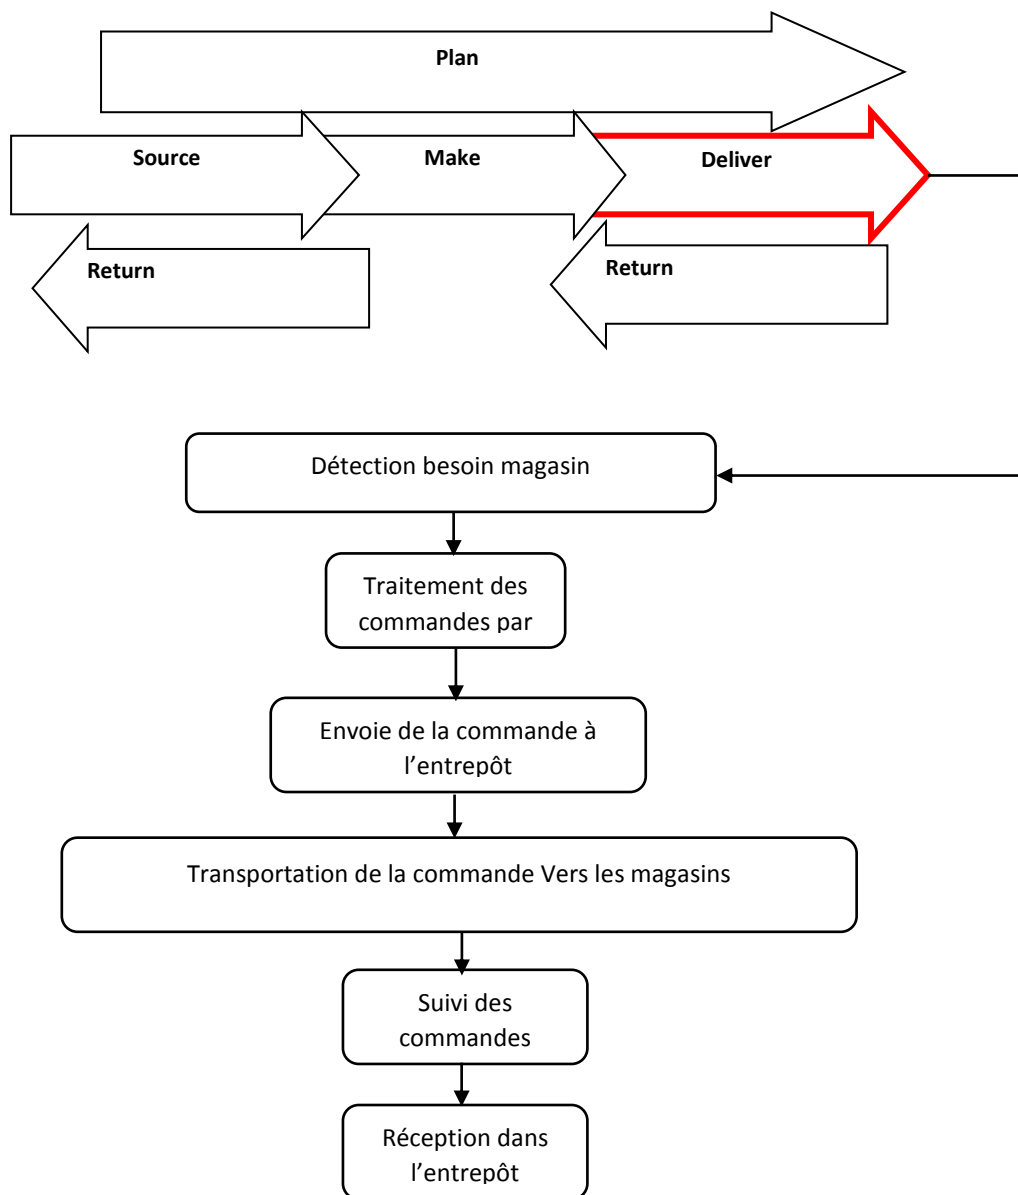 Plan
Source
Make
Deliver
Return
Return
Détection besoin magasin
Traitement des
commandes par
Envoie de la commande à
l'entrepôt
Transportation de la commande Vers les magasins
Suivi des
commandes
Réception dans
l'entrepôt